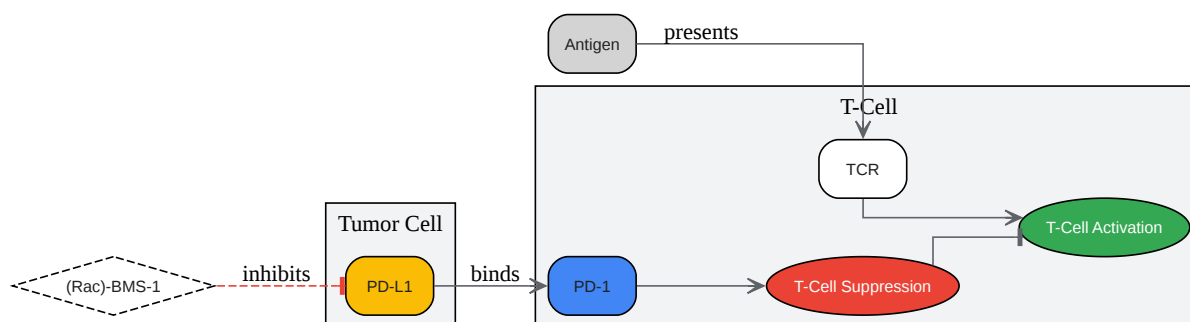 Antigen
presents
T-Cell
TCR
Tumor Cell
T-Cell Activation
(Rac)-BMS-1
inhibits
PD-L1
binds
PD-1
T-Cell Suppression